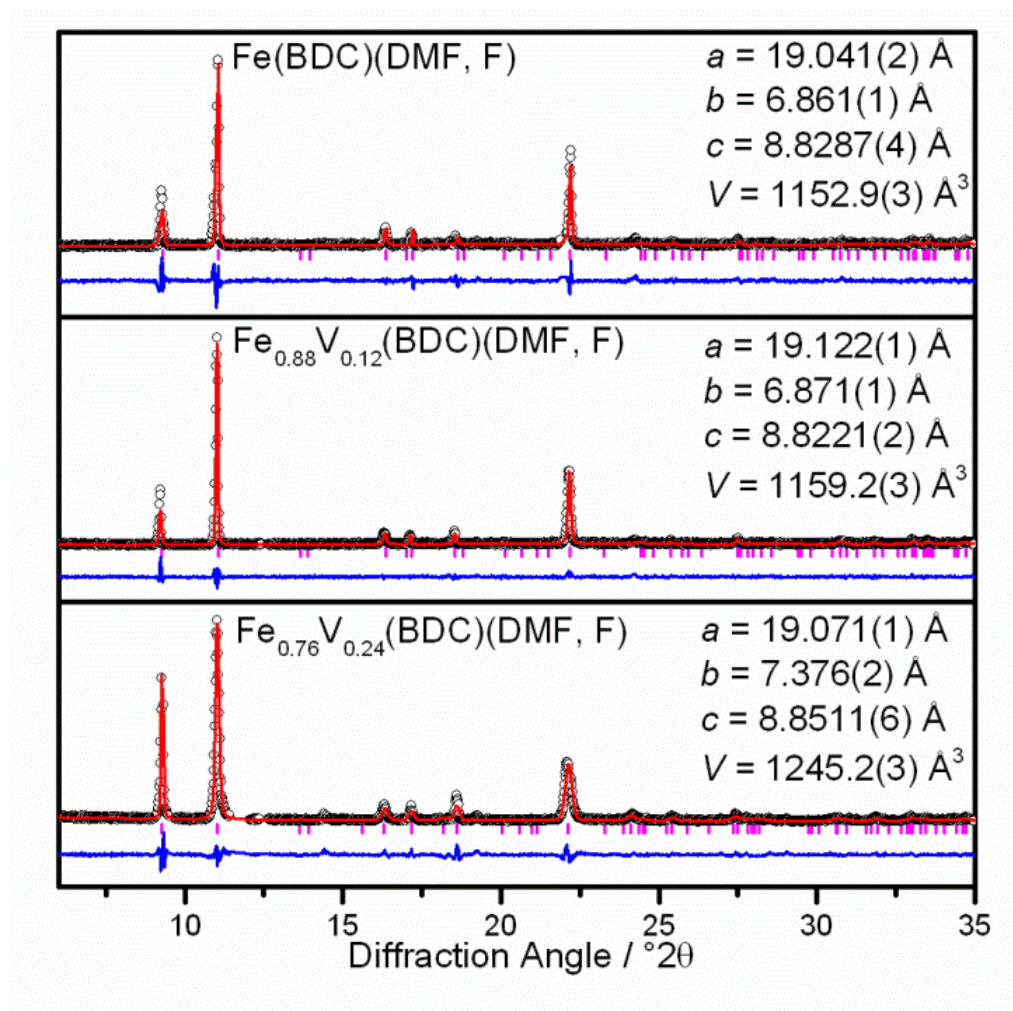 Fe(BDC)(DMF, F)
a = 19.041(2) Å
b = 6.861(1) Å
c = 8.8287(4) Å
V = 1152.9(3) Å³
Fe₀.₈₈V₀.₁₂(BDC)(DMF, F)
a = 19.122(1) Å
b = 6.871(1) Å
c = 8.8221(2) Å
V = 1159.2(3) Å³
Fe₀.₇₆V₀.₂₄(BDC)(DMF, F)
a = 19.071(1) Å
b = 7.376(2) Å
c = 8.8511(6) Å
V = 1245.2(3) Å³
10 15 20 25 30 35
Diffraction Angle / °2θ